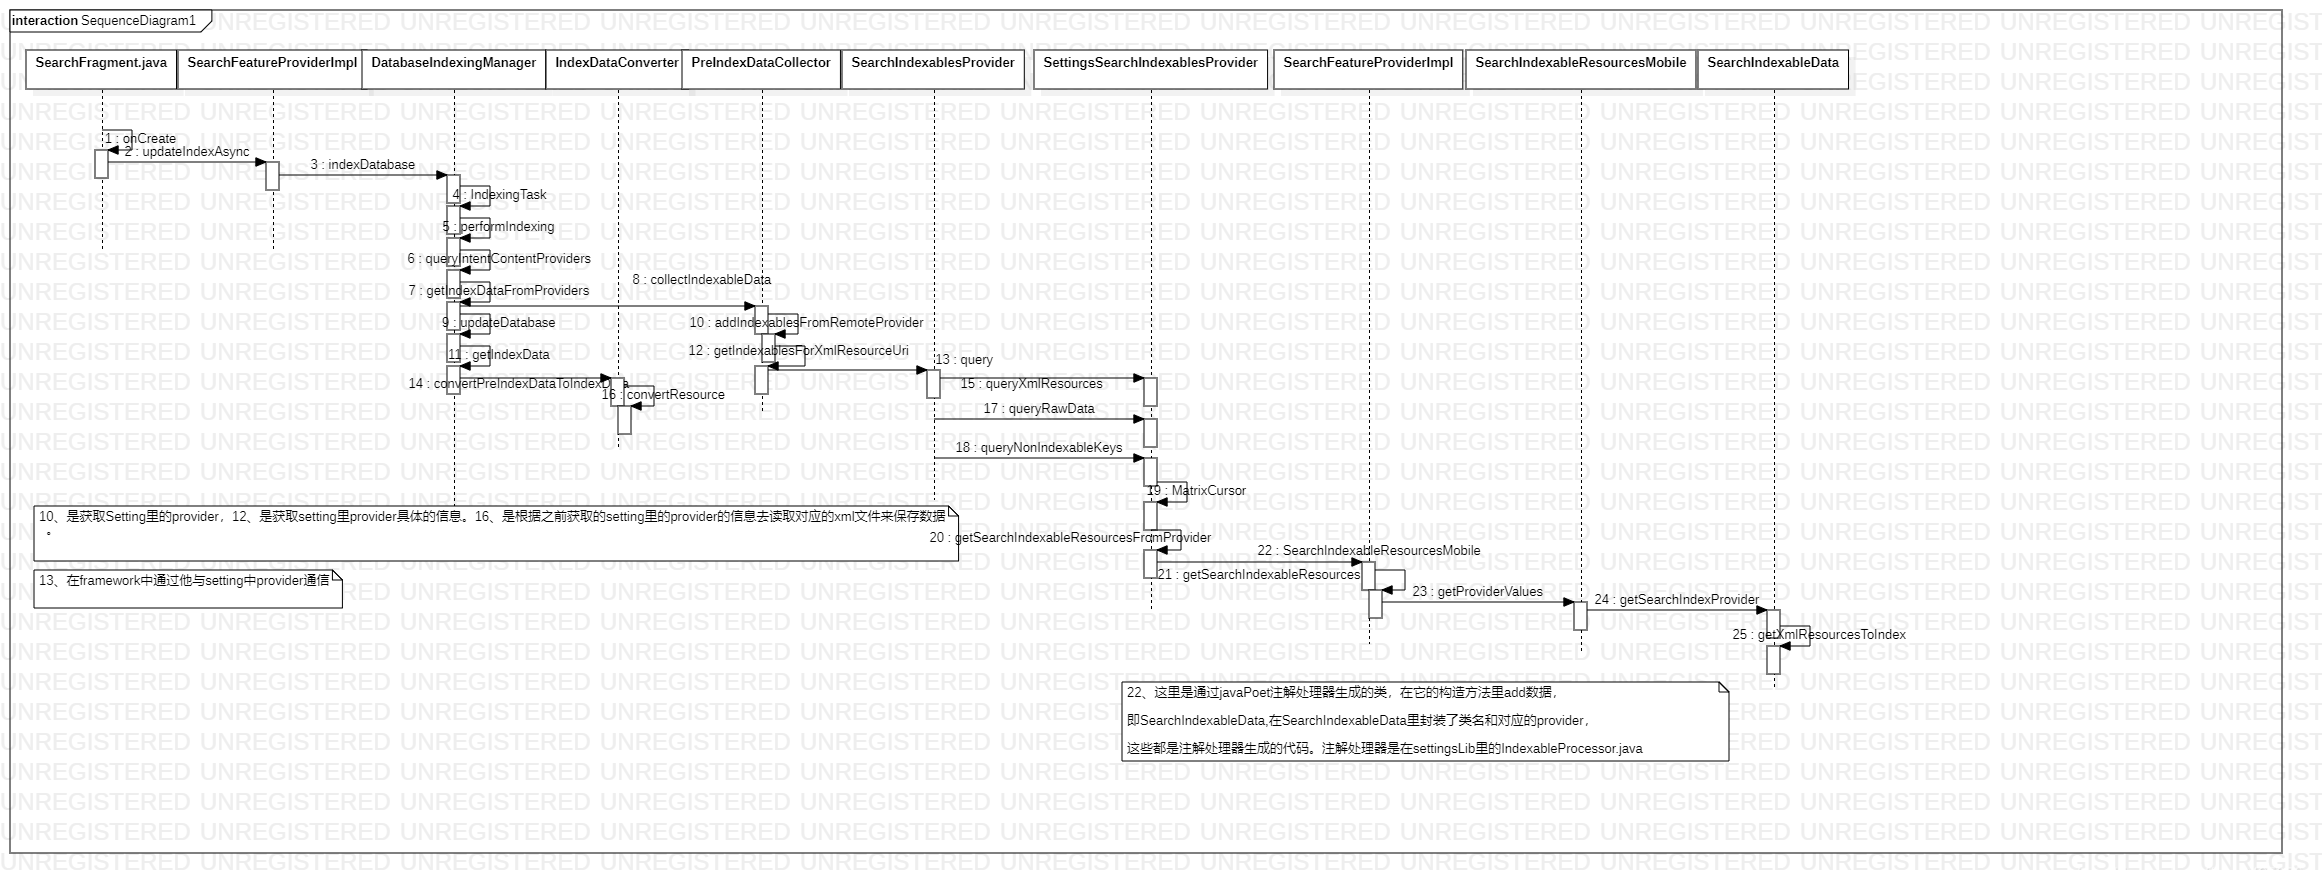 interaction SequenceDiagram1
SearchFragment.java
SearchFeatureProviderImpl
DatabaseIndexingManager
IndexDataConverter
PreIndexDataCollector
SearchIndexablesProvider
SettingsSearchIndexablesProvider
SearchFeatureProviderImpl
SearchIndexableResourcesMobile
SearchIndexableData
1 : onCreate
2 : updateIndexAsync
3 : indexDatabase
4 : IndexingTask
5 : performIndexing
6 : queryIntentContentProviders
8 : collectIndexableData
7 : getIndexDataFromProviders
9 : updateDatabase
10 : addIndexablesFromRemoteProvider
11 : getIndexData
12 : getIndexablesForXmlResourceUri
13 : query
14 : convertPreIndexDataToIndexData
15 : queryXmlResources
16 : convertResource
17 : queryRawData
18 : queryNonIndexableKeys
19 : MatrixCursor
10、是获取Setting里的provider，12、是获取setting里provider具体的信息。16、是根据之前获取的setting里的provider的信息去读取对应的xml文件来保存数据
。
20 : getSearchIndexableResourcesFromProvider
22 : SearchIndexableResourcesMobile
21 : getSearchIndexableResources
13、在framework中通过他与setting中provider通信
23 : getProviderValues
24 : getSearchIndexProvider
25 : getXmlResourcesToIndex
22、这里是通过javaPoet注解处理器生成的类，在它的构造方法里add数据，
即SearchIndexableData,在SearchIndexableData里封装了类名和对应的provider，
这些都是注解处理器生成的代码。注解处理器是在settingsLib里的IndexableProcessor.java
UNREGISTERED